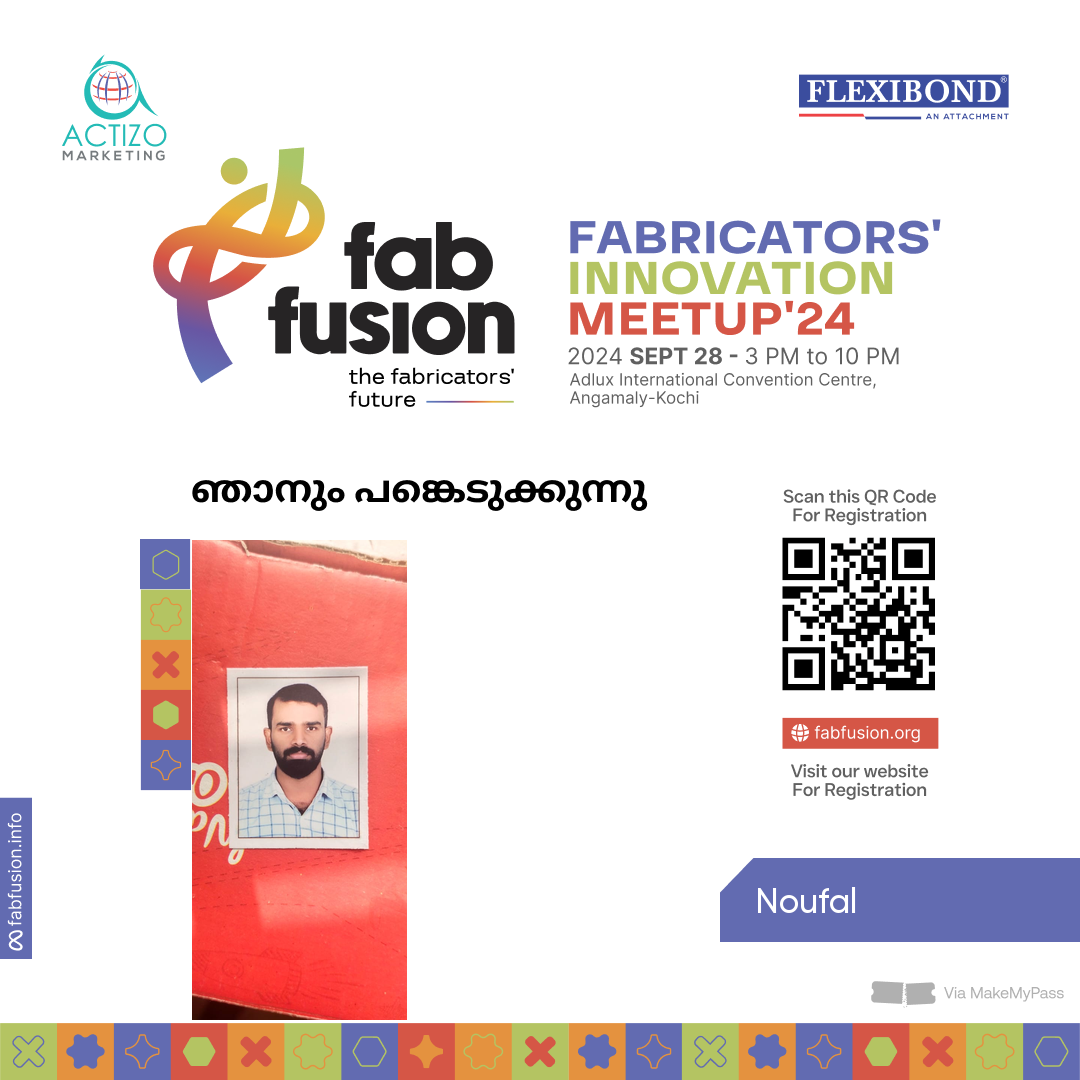 ACTIZO
MARKETING
FLEXIBOND®
AN ATTACHMENT
fab
fusion
the fabricators'
future
FABRICATORS'
INNOVATION
MEETUP'24
2024 SEPT 28 - 3 PM to 10 PM
Adlux International Convention Centre,
Angamaly-Kochi
ഞാനും പങ്കെടുക്കുന്നു
Scan this QR Code
For Registration
fabfusion.org
Visit our website
For Registration
fabfusion.info
Noufal
Via MakeMyPass